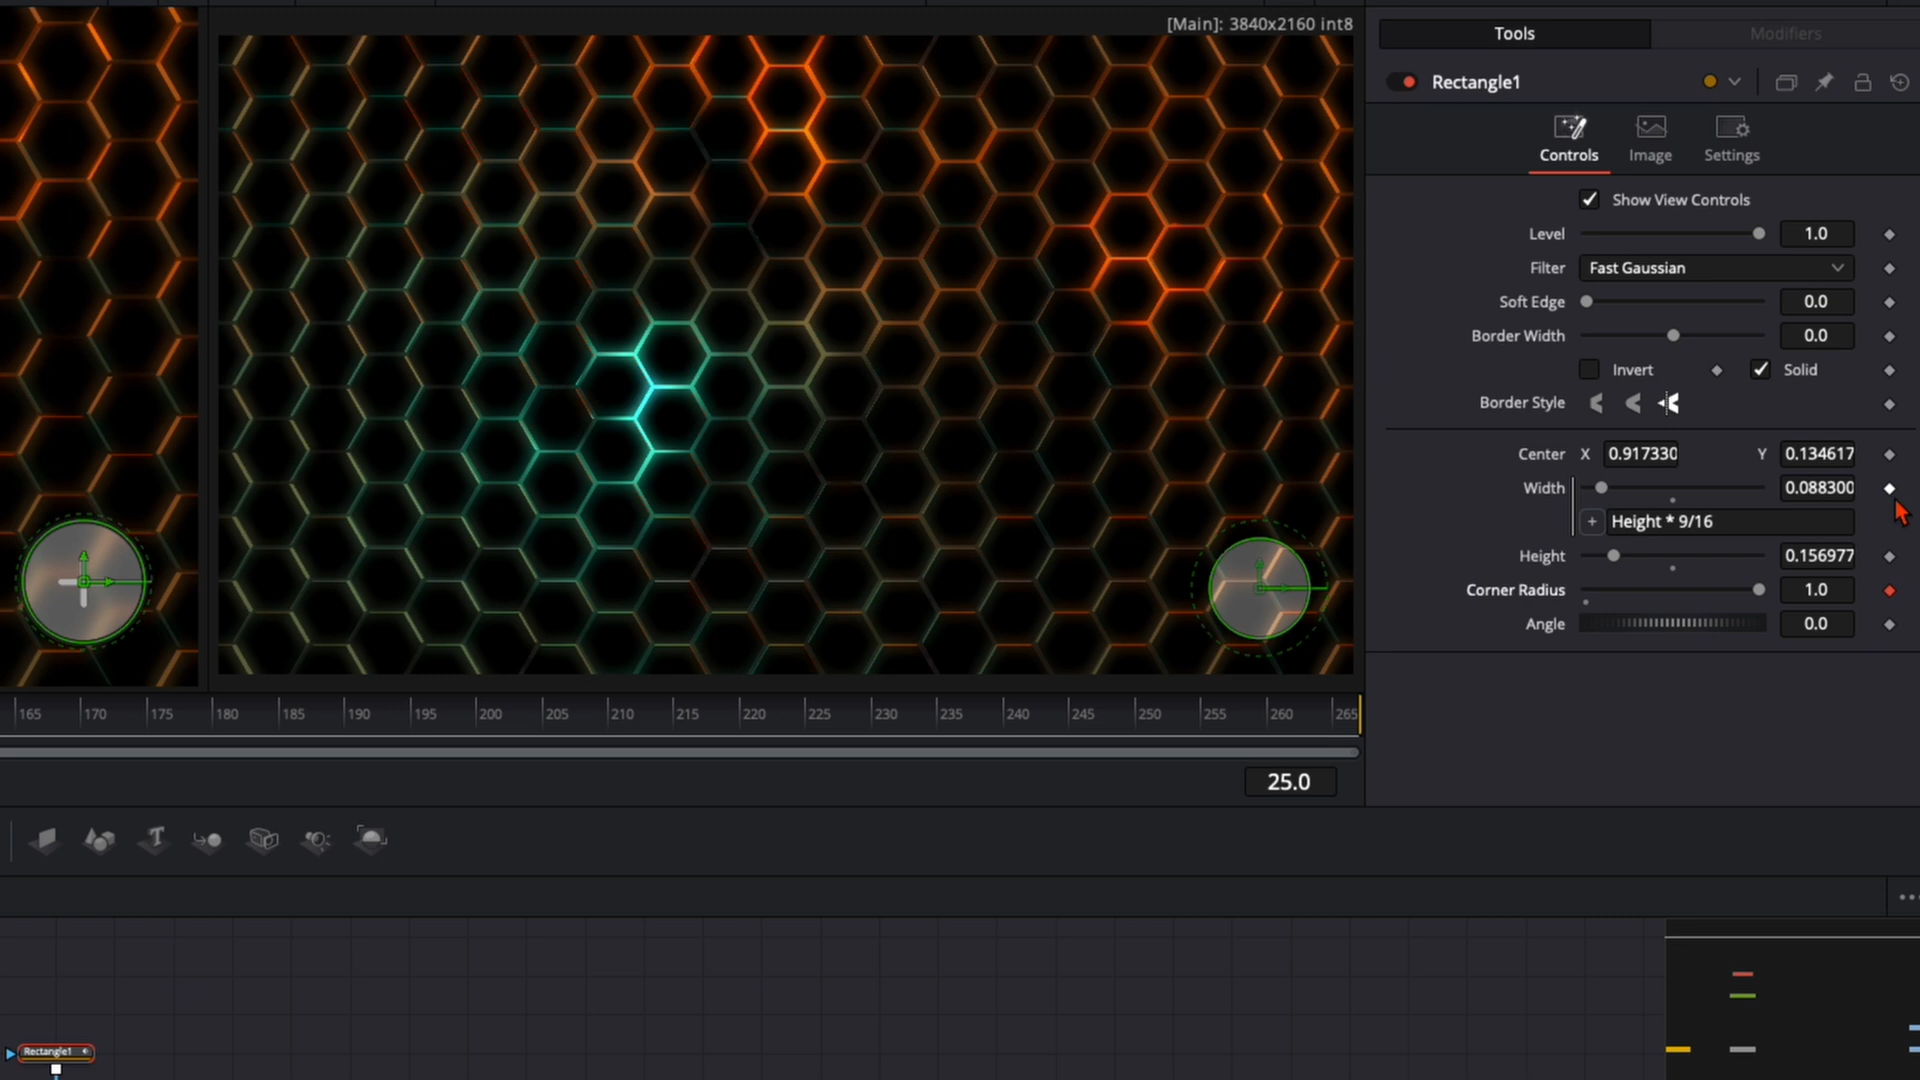 [Main]: 3840x2160 int8
Tools
Modifiers
Rectangle1
Controls
Image
Settings
Show View Controls
Level 1.0
Filter Fast Gaussian
Soft Edge 0.0
Border Width 0.0
Invert Solid
Border Style
Center X 0.917330 Y 0.134617
Width 0.088300
+ Height * 9/16
Height 0.156977
Corner Radius 1.0
Angle 0.0
165 170 175 180 185 190 195 200 205 210 215 220 225 230 235 240 245 250 255 260 265
25.0
Rectangle1